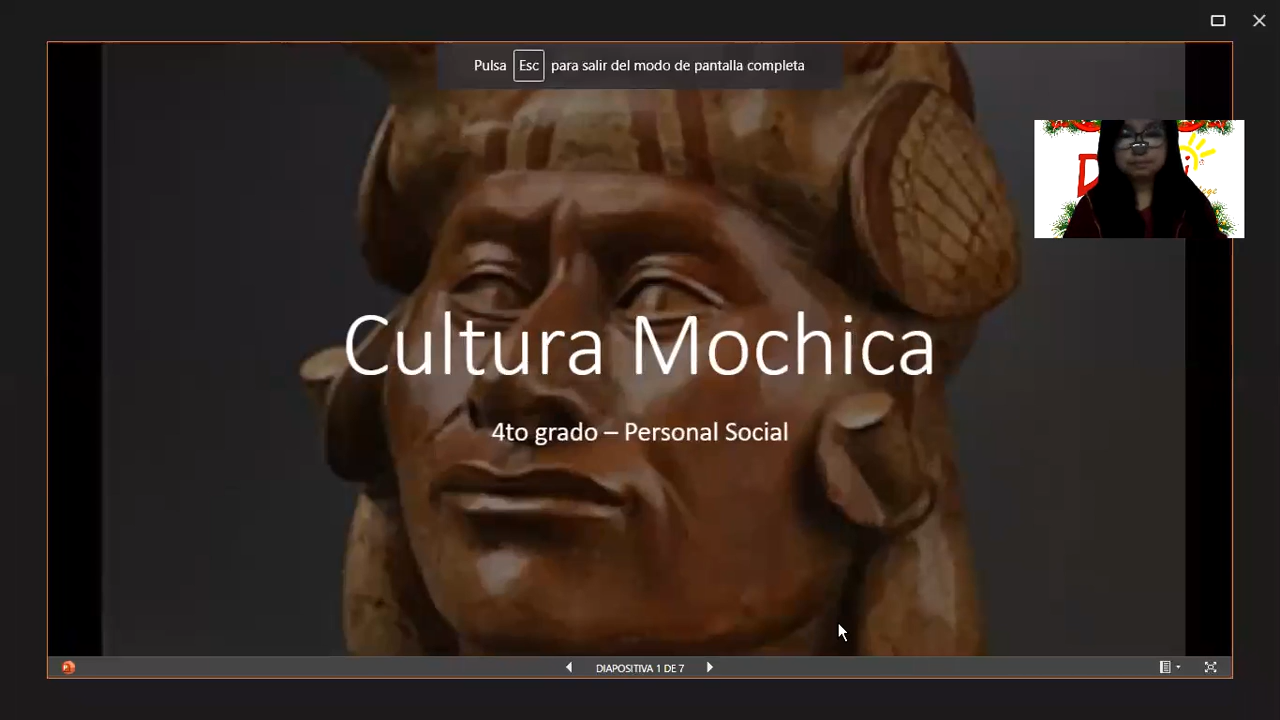 Pulsa Esc para salir del modo de pantalla completa
Cultura Mochica
4to grado – Personal Social
DIAPOSITIVA 1 DE 7